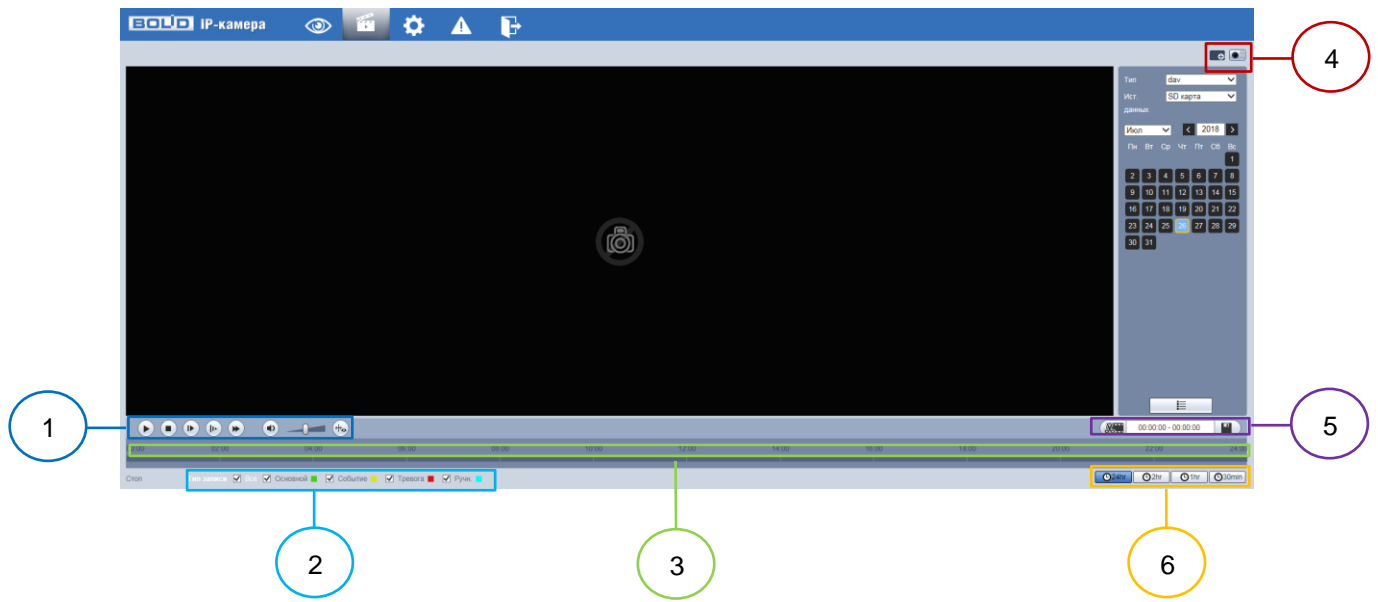 BOLID IP-камера
4
Тип dav
Ист. данных SD карта
Июл 2018
Пн Вт Ср Чт Пт Сб Вс
1
2 3 4 5 6 7 8
9 10 11 12 13 14 15
16 17 18 19 20 21 22
23 24 25 26 27 28 29
30 31
1
00:00:00 - 00:00:00
5
0:00 02:00 04:00 06:00 08:00 10:00 12:00 14:00 16:00 18:00 20:00 22:00 24:00
Стоп Тип записи Все Основной Событие Тревога Ручн. 24hr 2hr 1hr 30min
2
3
6